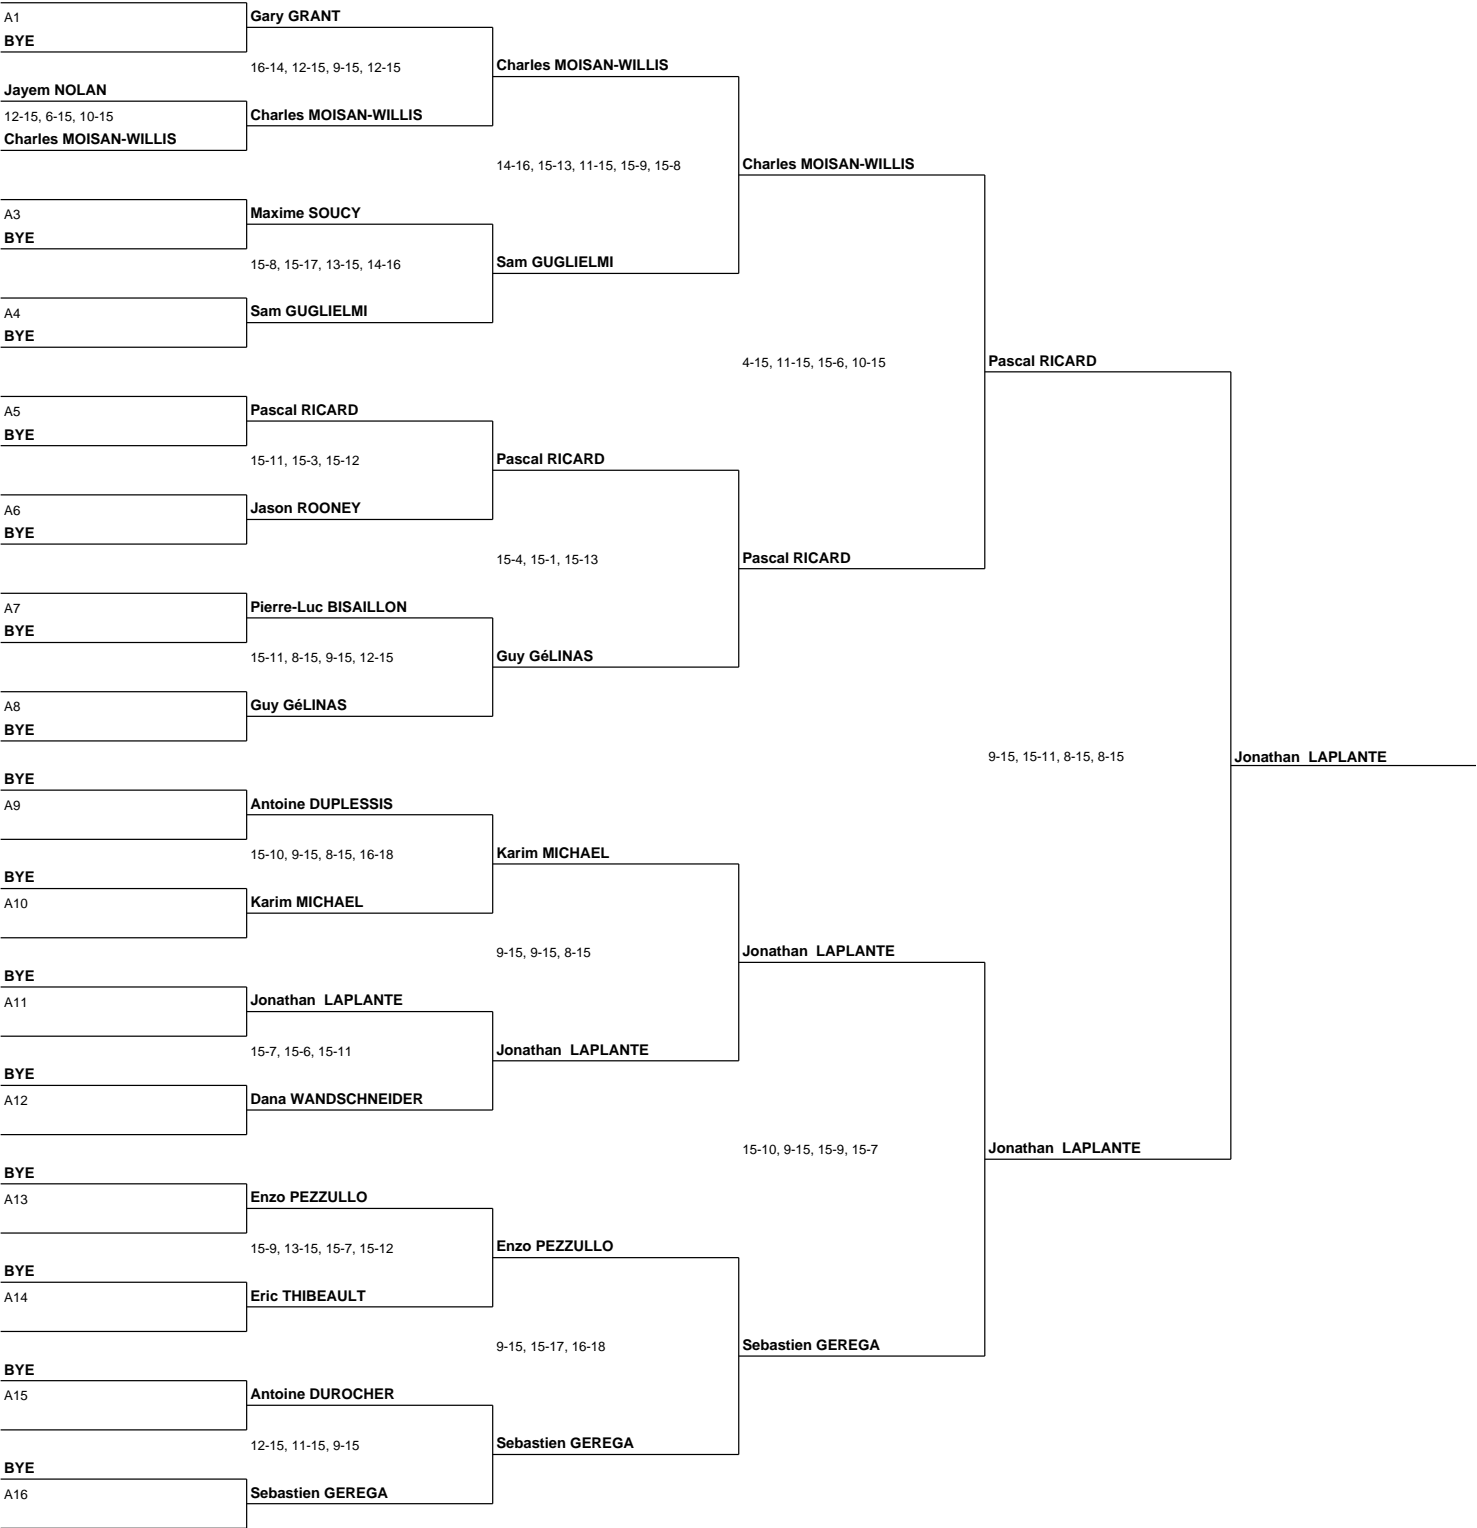 A1
Gary GRANT
BYE
16-14, 12-15, 9-15, 12-15
Charles MOISAN-WILLIS
Jayem NOLAN
12-15, 6-15, 10-15
Charles MOISAN-WILLIS
Charles MOISAN-WILLIS
14-16, 15-13, 11-15, 15-9, 15-8
Charles MOISAN-WILLIS
A3
Maxime SOUCY
BYE
15-8, 15-17, 13-15, 14-16
Sam GUGLIELMI
A4
Sam GUGLIELMI
BYE
4-15, 11-15, 15-6, 10-15
Pascal RICARD
A5
Pascal RICARD
BYE
15-11, 15-3, 15-12
Pascal RICARD
A6
Jason ROONEY
BYE
15-4, 15-1, 15-13
Pascal RICARD
A7
Pierre-Luc BISAILLON
BYE
15-11, 8-15, 9-15, 12-15
Guy GéLINAS
A8
Guy GéLINAS
BYE
9-15, 15-11, 8-15, 8-15
Jonathan LAPLANTE
BYE
A9
Antoine DUPLESSIS
15-10, 9-15, 8-15, 16-18
Karim MICHAEL
BYE
A10
Karim MICHAEL
9-15, 9-15, 8-15
Jonathan LAPLANTE
BYE
A11
Jonathan LAPLANTE
15-7, 15-6, 15-11
Jonathan LAPLANTE
BYE
A12
Dana WANDSCHNEIDER
15-10, 9-15, 15-9, 15-7
Jonathan LAPLANTE
BYE
A13
Enzo PEZZULLO
15-9, 13-15, 15-7, 15-12
Enzo PEZZULLO
BYE
A14
Eric THIBEAULT
9-15, 15-17, 16-18
Sebastien GEREGA
BYE
A15
Antoine DUROCHER
12-15, 11-15, 9-15
Sebastien GEREGA
BYE
A16
Sebastien GEREGA